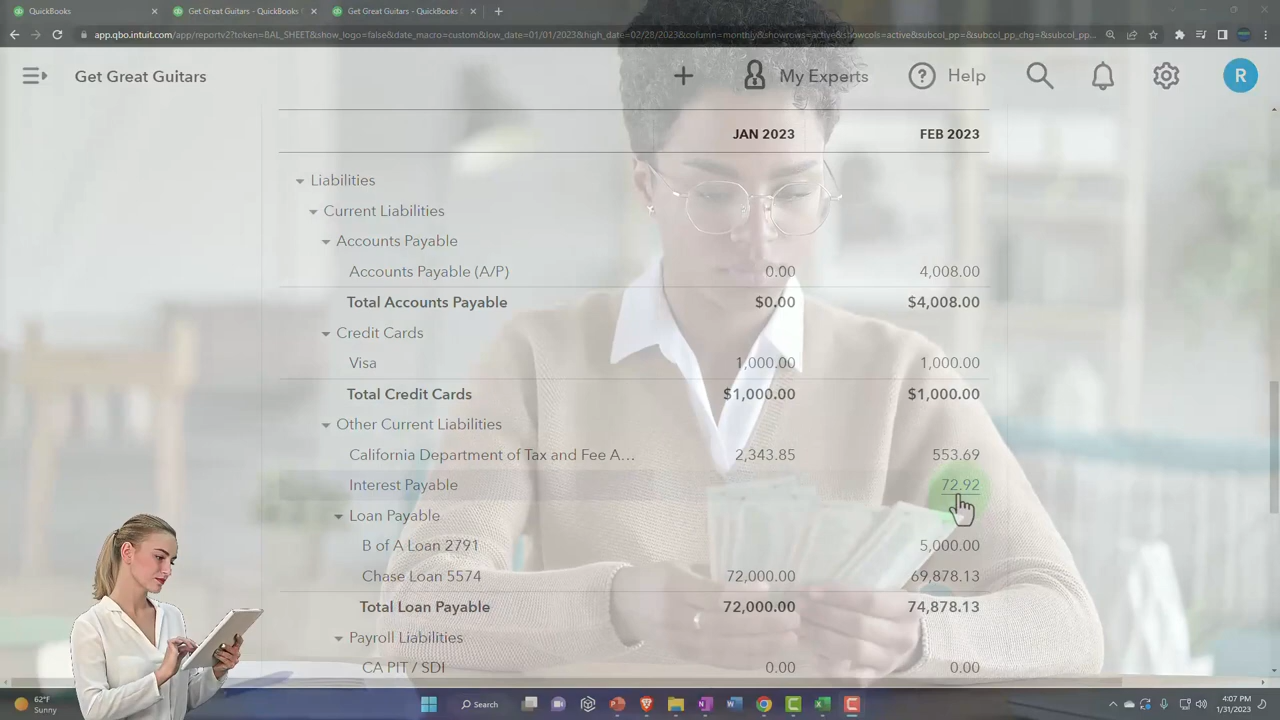 QuickBooks
Get Great Guitars - QuickBooks
Get Great Guitars - QuickBooks
app.qbo.intuit.com/app/reportv2?token=BAL_SHEET&show_logo=false&date_macro=custom&low_date=01/01/2023&high_date=02/28/2023&column=monthly&showrows=active&showcols=active&subcol_pp=&subcol_pp_chg=&subcol_pp...
Get Great Guitars
My Experts
Help
R
JAN 2023 FEB 2023
Liabilities
Current Liabilities
Accounts Payable
Accounts Payable (A/P) 0.00 4,008.00
Total Accounts Payable $0.00 $4,008.00
Credit Cards
Visa 1,000.00 1,000.00
Total Credit Cards $1,000.00 $1,000.00
Other Current Liabilities
California Department of Tax and Fee A... 2,343.85 553.69
Interest Payable 72.92
Loan Payable
B of A Loan 2791 5,000.00
Chase Loan 5574 72,000.00 69,878.13
Total Loan Payable 72,000.00 74,878.13
Payroll Liabilities
CA PIT / SDI 0.00 0.00
62°F
Sunny
Search
4:07 PM
1/31/2023